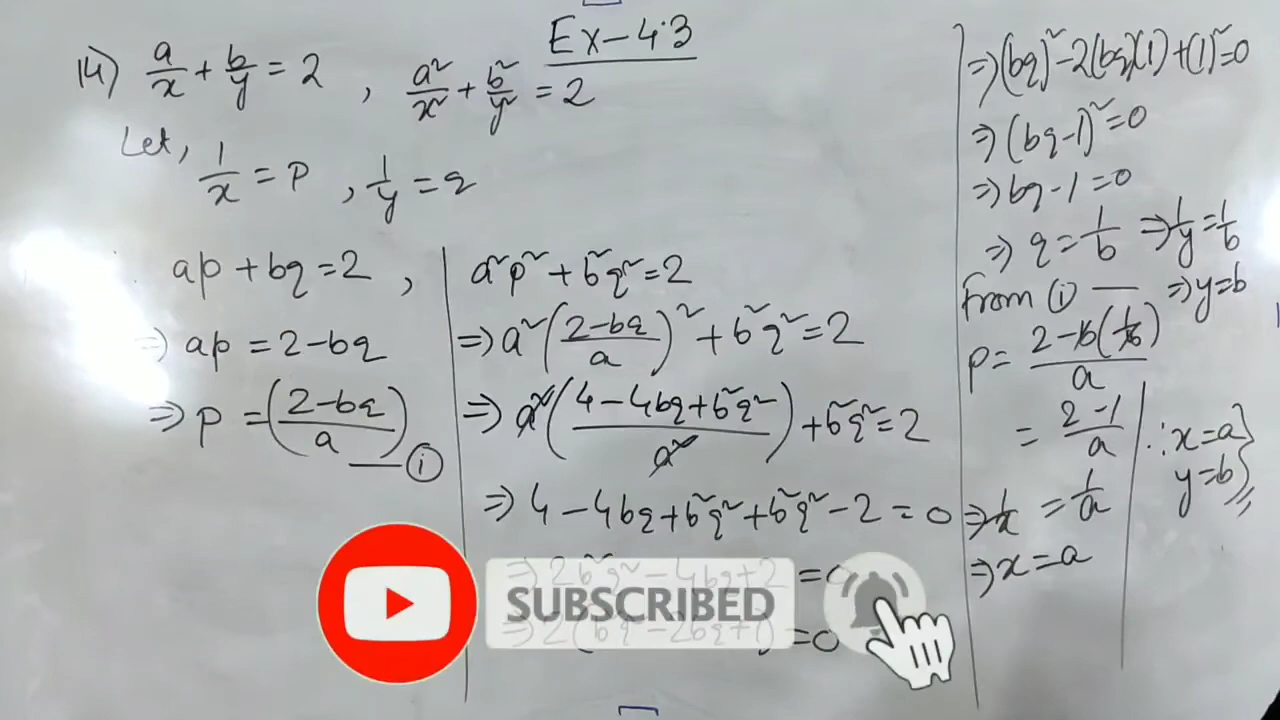 Ex-4.3
14) a/x + b/y = 2 , a²/x² + b²/y² = 2
Let, 1/x = p , 1/y = q
ap + bq = 2 ,
⇒ ap = 2-bq
⇒ p = (2-bq/a) — ①
a²p² + b²q² = 2
⇒ a²(2-bq/a)² + b²q² = 2
⇒ a²(4-4bq+b²q²/a²) + b²q² = 2
⇒ 4-4bq+b²q²+b²q²-2 = 0
⇒ 2b²q²-4bq+2 = 0
⇒ 2(b²q²-2bq+1) = 0
SUBSCRIBED
⇒ (bq)²-2(bq)(1)+(1)²=0
⇒ (bq-1)²=0
⇒ bq-1=0
⇒ q=1/b ⇒ 1/y=1/b
From ① — ⇒ y=b
p = 2-b(1/b)/a
= 2-1/a
⇒ 1/x = 1/a
⇒ x=a
∴ x=a
y=b